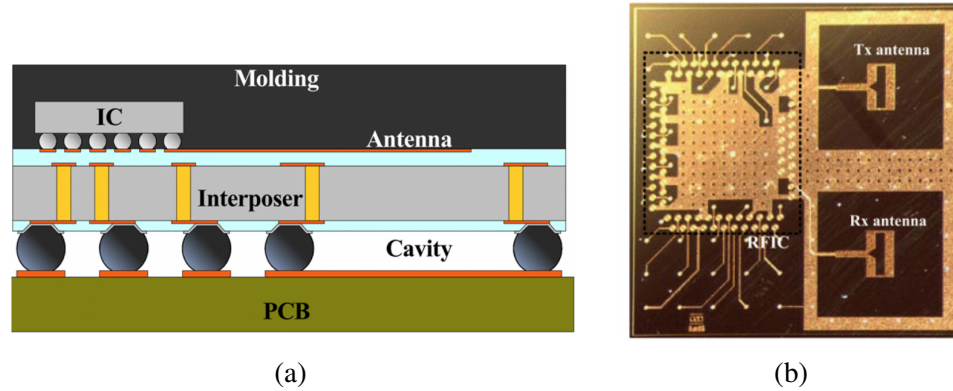 Molding
IC
Antenna
Interposer
Cavity
PCB
(a)
Tx antenna
Rx antenna
RFIC
(b)